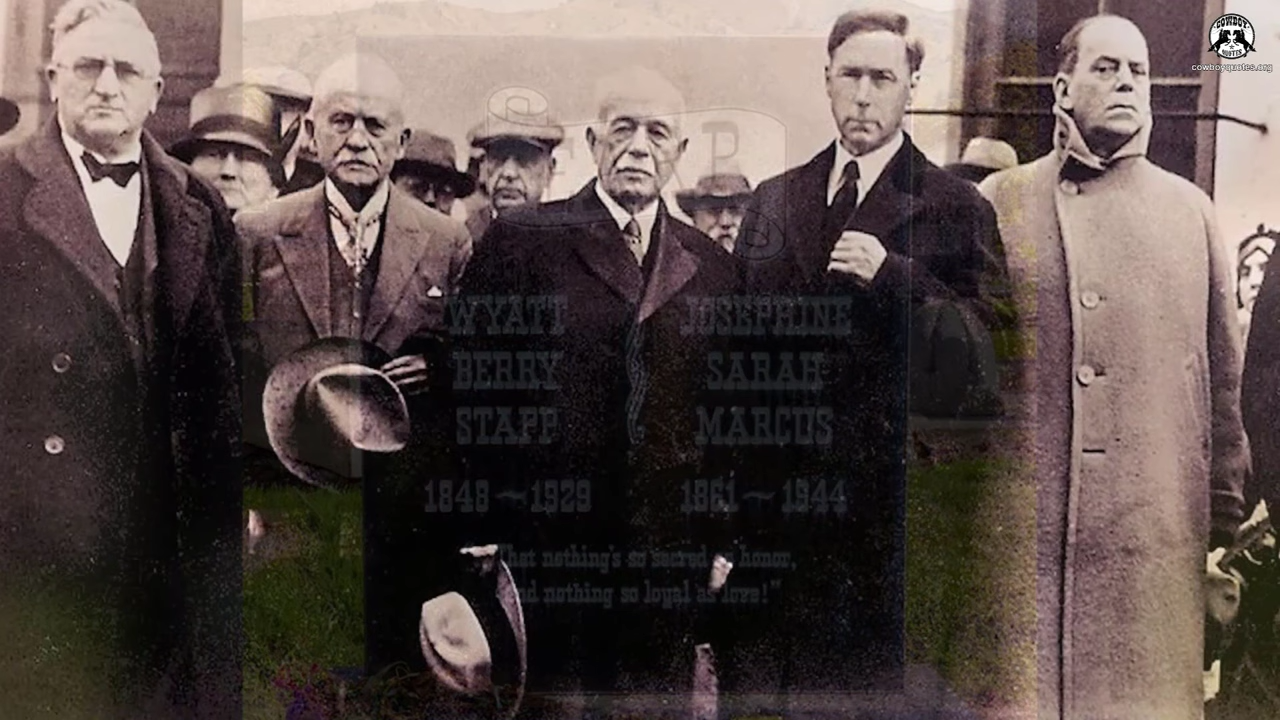 COWBOY
QUOTES
cowboyquotes.org
EARPS
WYATT JOSEPHINE
BERRY SARAH
STAPP MARCUS
1848 ~ 1929 1861 ~ 1944
"That nothing's so sacred as honor,
and nothing so loyal as love!"